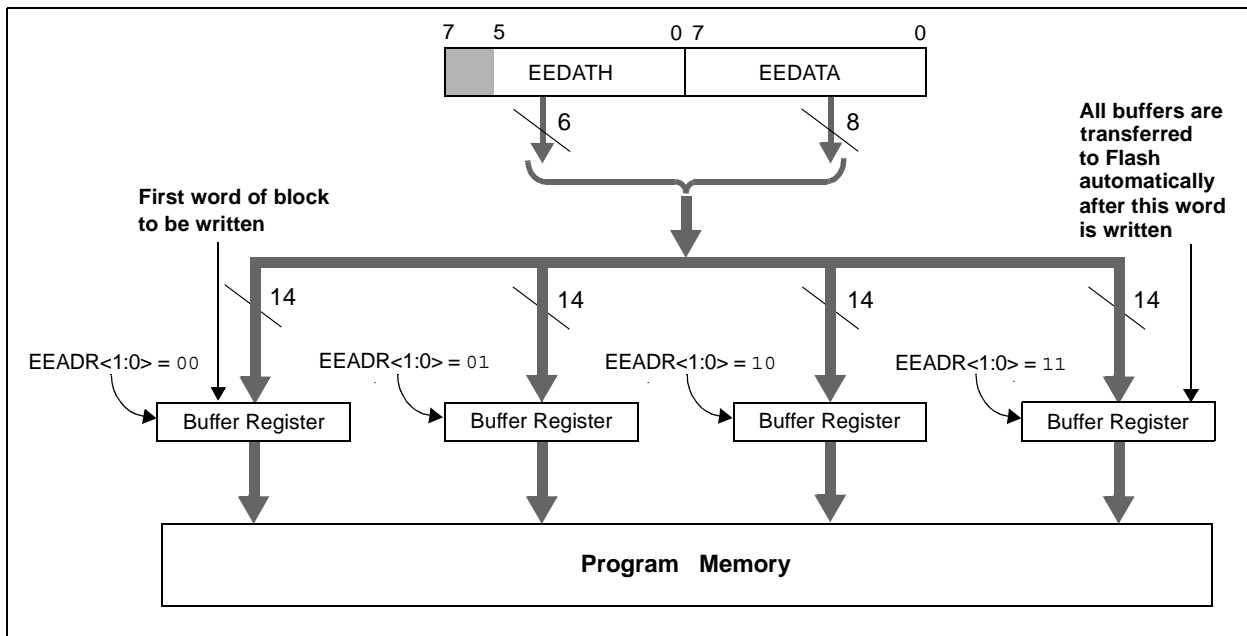 7 5 0 7 0
EEDATH EEDATA
6 8
First word of block
to be written
All buffers are
transferred
to Flash
automatically
after this word
is written
14 14 14 14
EEADR<1:0> = 00
EEADR<1:0> = 01
EEADR<1:0> = 10
EEADR<1:0> = 11
Buffer Register
Buffer Register
Buffer Register
Buffer Register
Program Memory